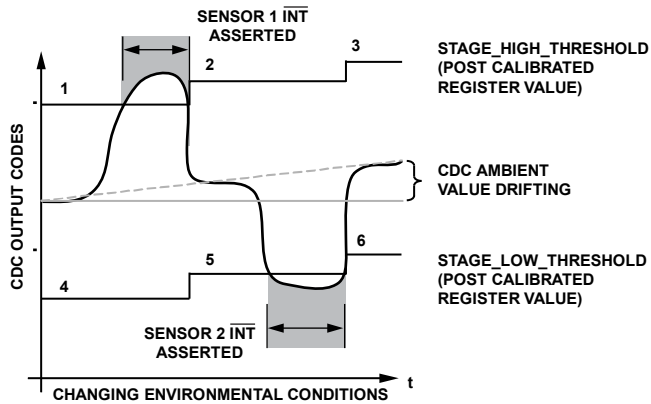 SENSOR 1 INT
ASSERTED
1
2
3
STAGE_HIGH_THRESHOLD
(POST CALIBRATED
REGISTER VALUE)
CDC OUTPUT CODES
CDC AMBIENT
VALUE DRIFTING
4
5
6
STAGE_LOW_THRESHOLD
(POST CALIBRATED
REGISTER VALUE)
SENSOR 2 INT
ASSERTED
t
CHANGING ENVIRONMENTAL CONDITIONS